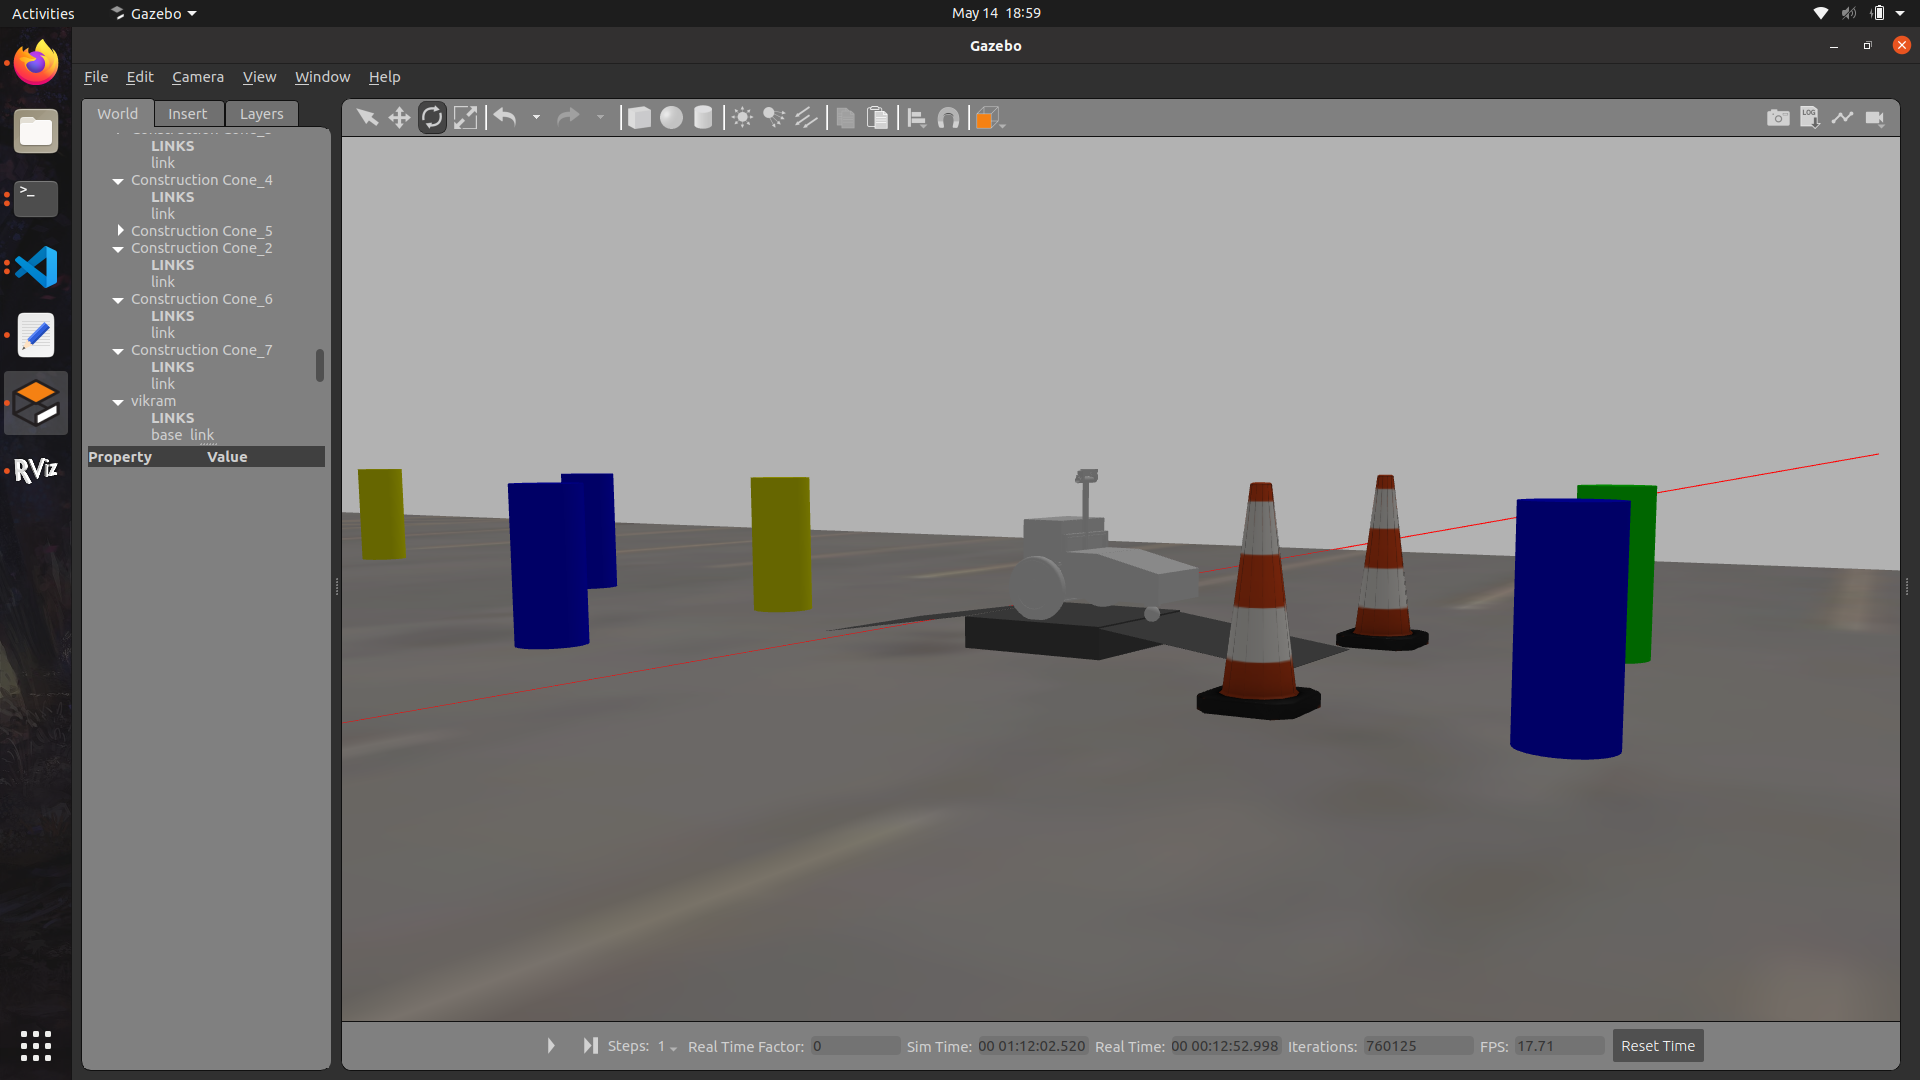 Activities
Gazebo
May 14 18:59
Gazebo
File Edit Camera View Window Help
World Insert Layers
LINKS
link
Construction Cone_4
LINKS
link
Construction Cone_5
Construction Cone_2
LINKS
link
Construction Cone_6
LINKS
link
Construction Cone_7
LINKS
link
vikram
LINKS
base_link
Property Value
>_
RViz
LOG
Steps: 1 Real Time Factor: 0 Sim Time: 00 01:12:02.520 Real Time: 00 00:12:52.998 Iterations: 760125 FPS: 17.71 Reset Time